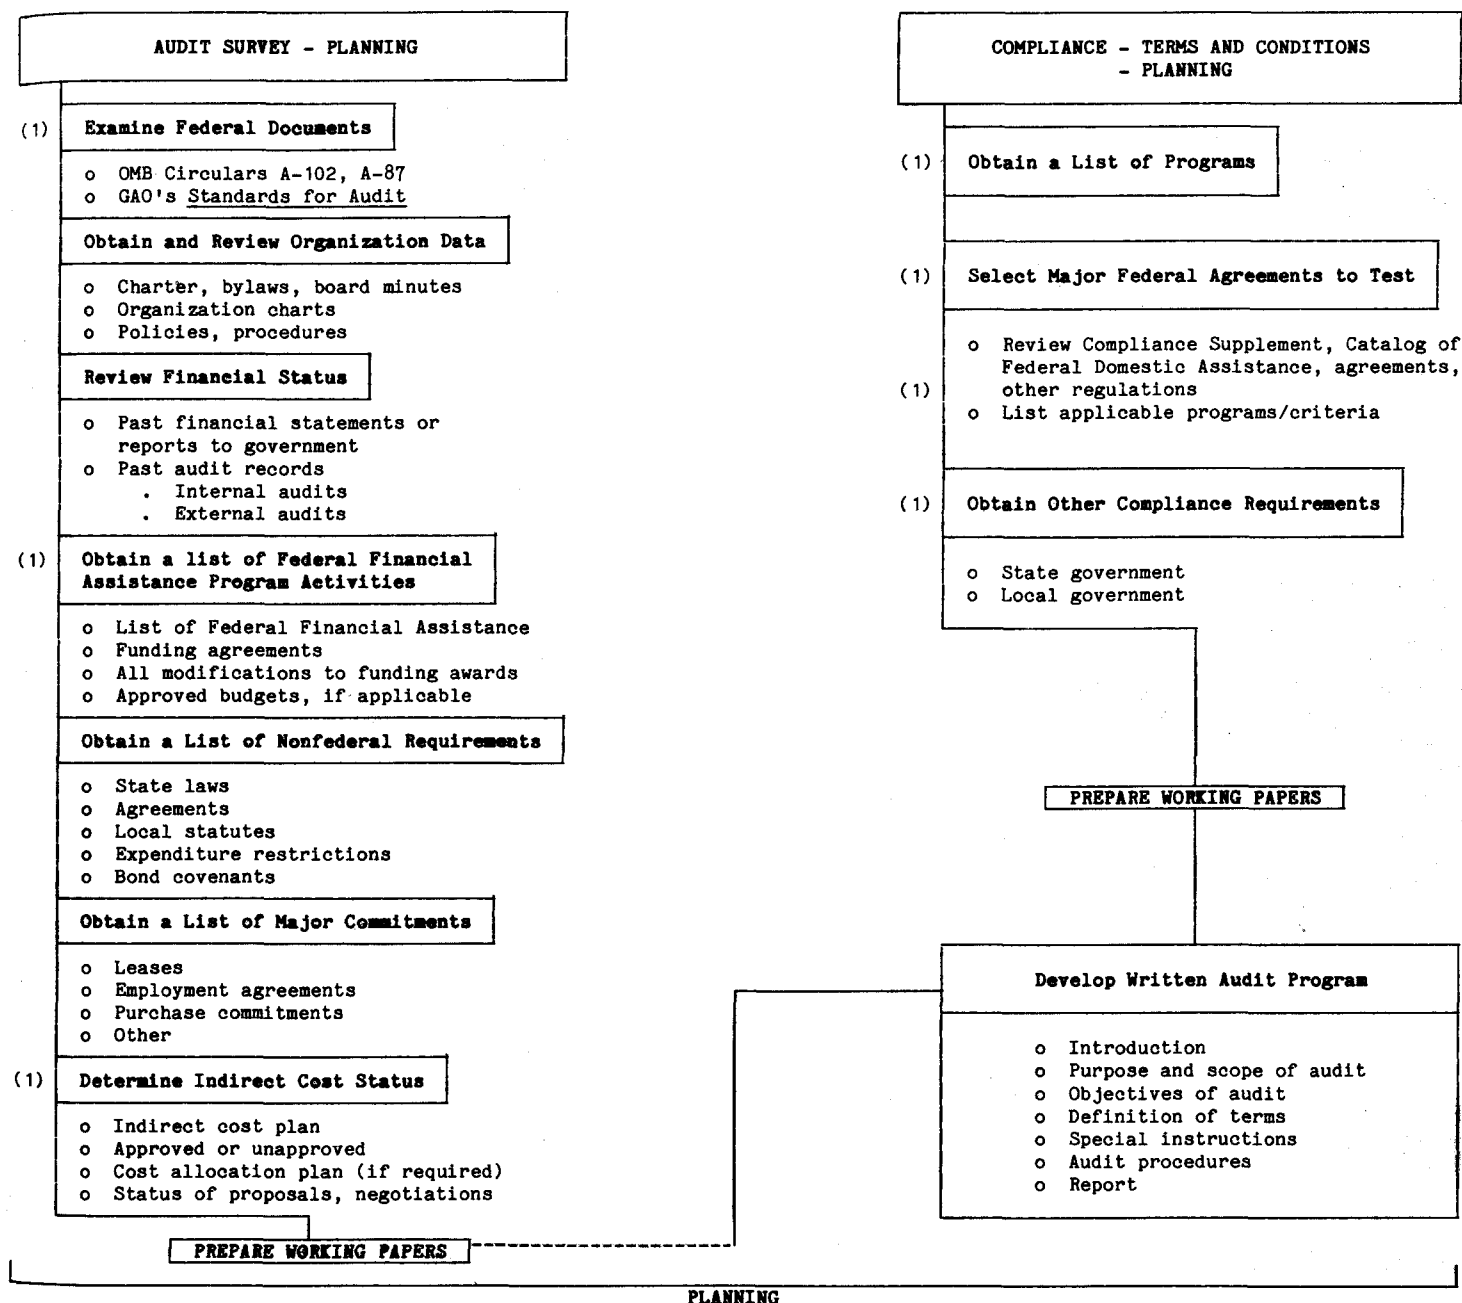 AUDIT SURVEY - PLANNING
(1) Examine Federal Documents
o OMB Circulars A-102, A-87
o GAO's Standards for Audit
Obtain and Review Organization Data
o Charter, bylaws, board minutes
o Organization charts
o Policies, procedures
Review Financial Status
o Past financial statements or
reports to government
o Past audit records
. Internal audits
. External audits
(1) Obtain a list of Federal Financial
Assistance Program Activities
o List of Federal Financial Assistance
o Funding agreements
o All modifications to funding awards
o Approved budgets, if applicable
Obtain a List of Nonfederal Requirements
o State laws
o Agreements
o Local statutes
o Expenditure restrictions
o Bond covenants
Obtain a List of Major Commitments
o Leases
o Employment agreements
o Purchase commitments
o Other
(1) Determine Indirect Cost Status
o Indirect cost plan
o Approved or unapproved
o Cost allocation plan (if required)
o Status of proposals, negotiations
PREPARE WORKING PAPERS
COMPLIANCE - TERMS AND CONDITIONS
- PLANNING
(1) Obtain a List of Programs
(1) Select Major Federal Agreements to Test
o Review Compliance Supplement, Catalog of
Federal Domestic Assistance, agreements,
(1) other regulations
o List applicable programs/criteria
(1) Obtain Other Compliance Requirements
o State government
o Local government
PREPARE WORKING PAPERS
Develop Written Audit Program
o Introduction
o Purpose and scope of audit
o Objectives of audit
o Definition of terms
o Special instructions
o Audit procedures
o Report
PLANNING